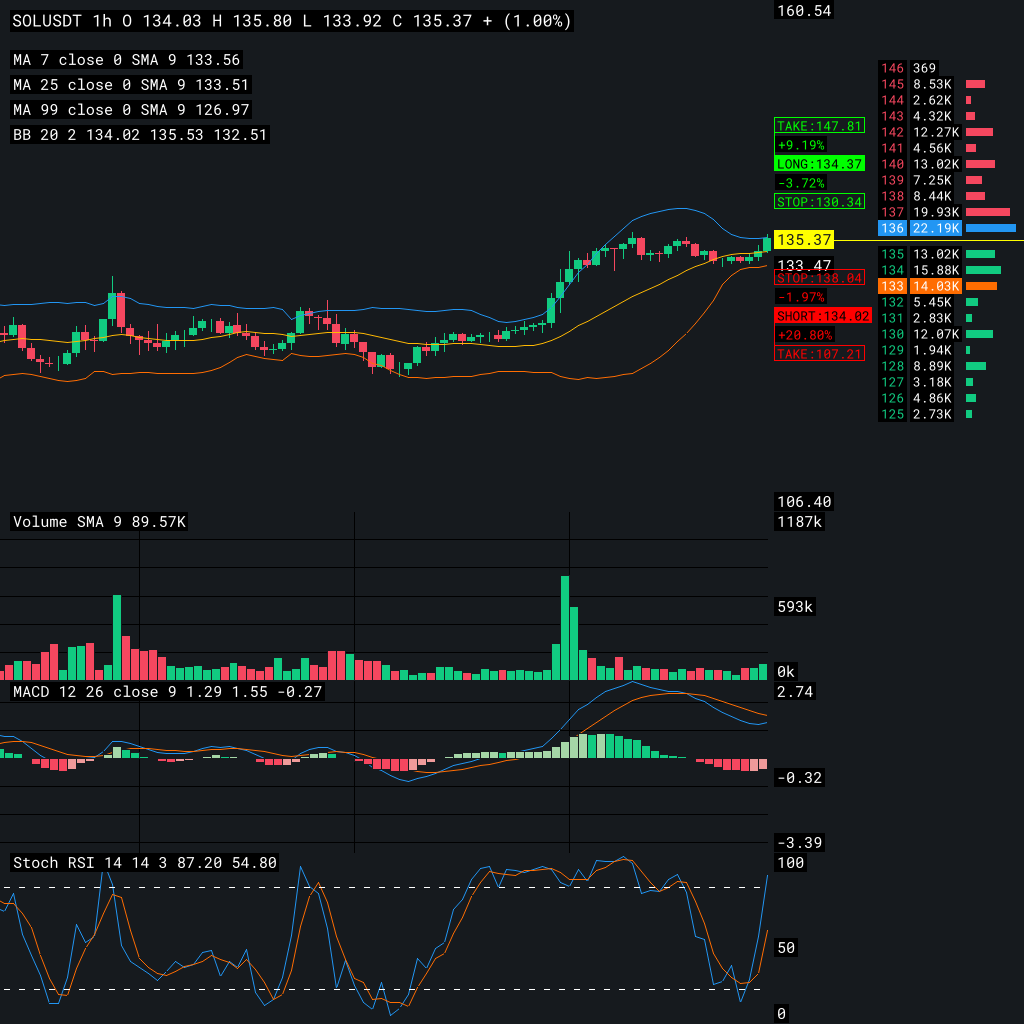 SOLUSDT 1h O 134.03 H 135.80 L 133.92 C 135.37 + (1.00%)
160.54
MA 7 close 0 SMA 9 133.56
MA 25 close 0 SMA 9 133.51
MA 99 close 0 SMA 9 126.97
BB 20 2 134.02 135.53 132.51
TAKE:147.81
+9.19%
LONG:134.37
-3.72%
STOP:130.34
135.37
133.47
STOP:138.04
-1.97%
SHORT:134.02
+20.80%
TAKE:107.21
146 369
145 8.53K
144 2.62K
143 4.32K
142 12.27K
141 4.56K
140 13.02K
139 7.25K
138 8.44K
137 19.93K
136 22.19K
135 13.02K
134 15.88K
133 14.03K
132 5.45K
131 2.83K
130 12.07K
129 1.94K
128 8.89K
127 3.18K
126 4.86K
125 2.73K
106.40
Volume SMA 9 89.57K
1187k
593k
0k
MACD 12 26 close 9 1.29 1.55 -0.27
2.74
-0.32
-3.39
Stoch RSI 14 14 3 87.20 54.80
100
50
0